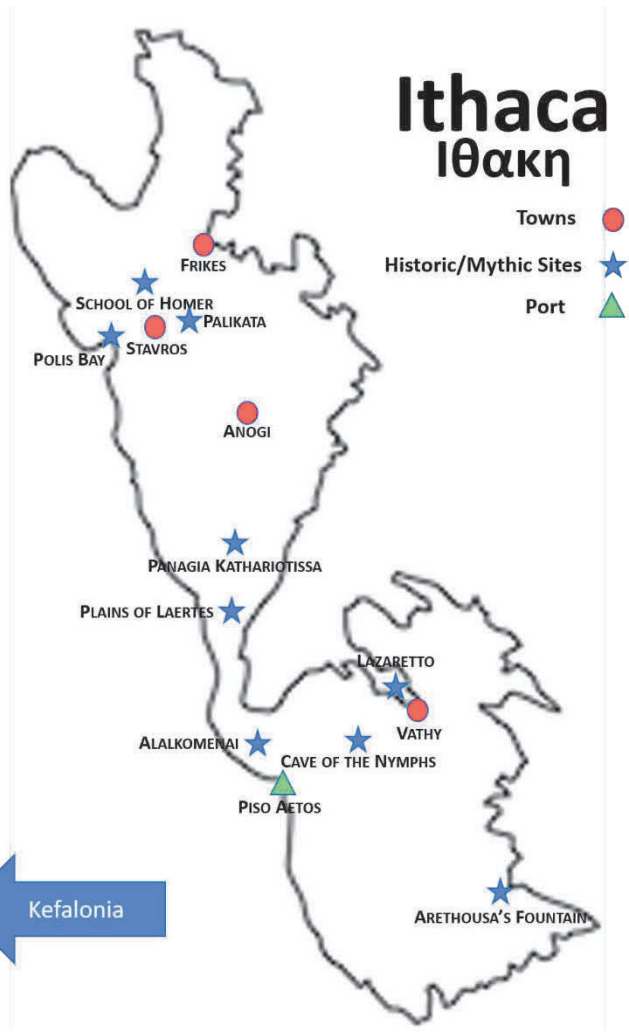 Ithaca
Ιθακη
Towns
Historic/Mythic Sites
Port
Frikes
School of Homer
Palikata
Stavros
Polis Bay
Anogi
Panagia Kathariotissa
Plains of Laertes
Lazaretto
Vathy
Alalkomenai
Cave of the Nymphs
Piso Aetos
Kefalonia
Arethousa's Fountain